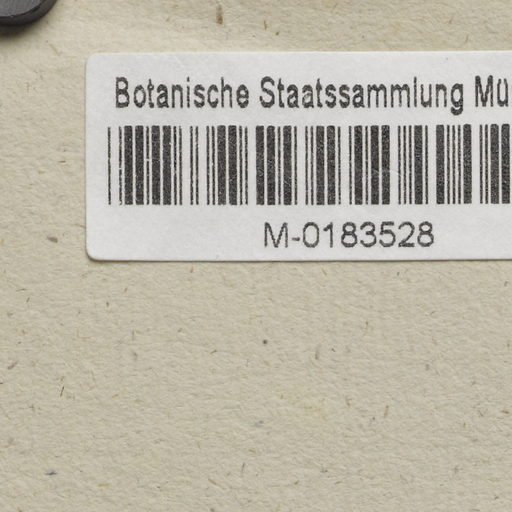 Botanische Staatssammlung Mü
M-0183528